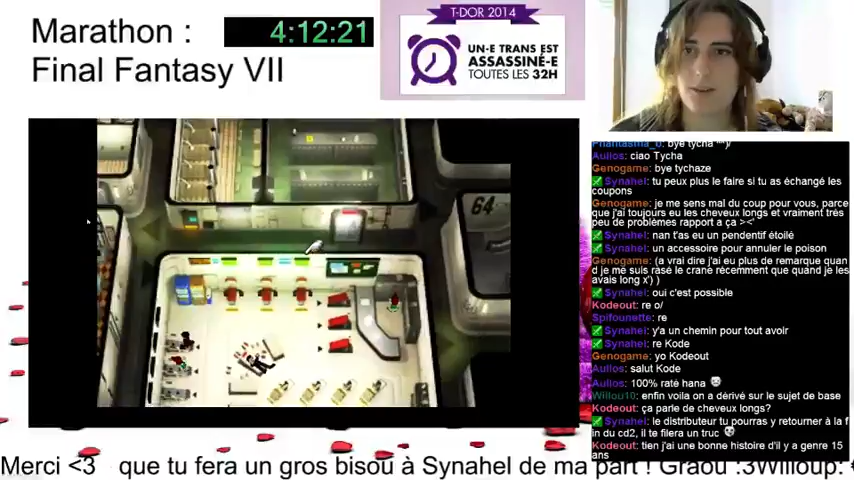 Marathon :
Final Fantasy VII
4:12:21
T-DOR 2014
UN·E TRANS EST
ASSASSINÉ·E
TOUTES LES 32H
64
Phantasma_b: bye tycha ^^)/
Aulios: ciao Tycha
Genogame: bye tychaze
Synahel: tu peux plus le faire si tu as échangé les
coupons
Genogame: je me sens mal du coup pour vous, parce
que j'ai toujours eu les cheveux longs et vraiment très
peu de problèmes rapport a ça ><'
Synahel: nan t'as eu un pendentif étoilé
Synahel: un accessoire pour annuler le poison
Genogame: (a vrai dire j'ai eu plus de remarque quan
d je me suis rasé le crane récemment que quand je les
avais long x') )
Synahel: oui c'est possible
Kodeout: re o/
Spifounette: re
Synahel: y'a un chemin pour tout avoir
Synahel: re Kode
Genogame: yo Kodeout
Aulios: salut Kode
Aulios: 100% raté hana
Willou10: enfin voila on a dérivé sur le sujet de base
Kodeout: ça parle de cheveux longs?
Synahel: le distributeur tu pourras y retourner à la f
in du cd2, il te filera un truc
Kodeout: tien j'ai une bonne histoire d'il y a genre 15
ans
Merci <3 que tu fera un gros bisou à Synahel de ma part ! Graou :3Willoup: